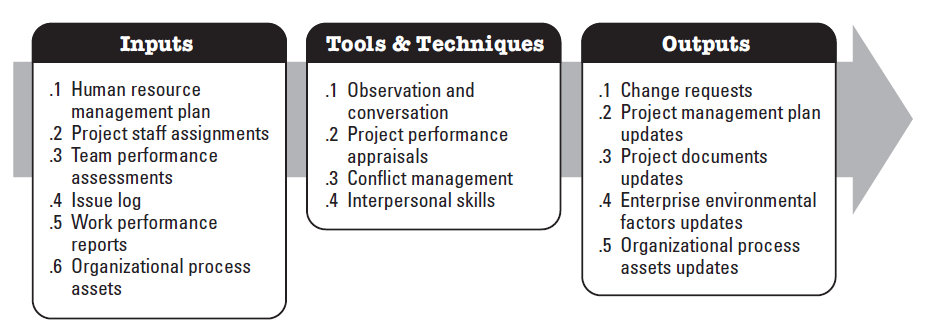 Inputs
.1 Human resource
management plan
.2 Project staff assignments
.3 Team performance
assessments
.4 Issue log
.5 Work performance
reports
.6 Organizational process
assets
Tools & Techniques
.1 Observation and
conversation
.2 Project performance
appraisals
.3 Conflict management
.4 Interpersonal skills
Outputs
.1 Change requests
.2 Project management plan
updates
.3 Project documents
updates
.4 Enterprise environmental
factors updates
.5 Organizational process
assets updates